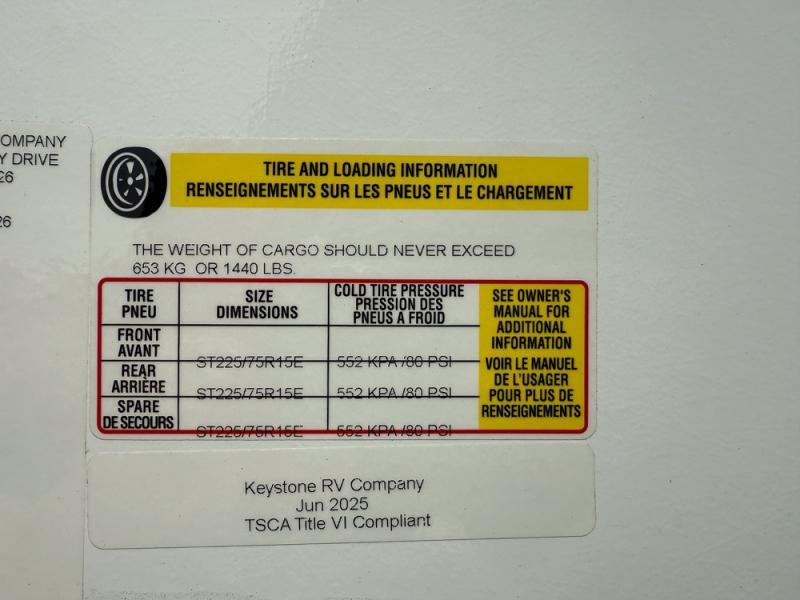 OMPANY
Y DRIVE
26
26
TIRE AND LOADING INFORMATION
RENSEIGNEMENTS SUR LES PNEUS ET LE CHARGEMENT
THE WEIGHT OF CARGO SHOULD NEVER EXCEED
653 KG OR 1440 LBS.
TIRE
PNEU
SIZE
DIMENSIONS
COLD TIRE PRESSURE
PRESSION DES
PNEUS A FROID
SEE OWNER'S
MANUAL FOR
ADDITIONAL
INFORMATION
VOIR LE MANUEL
DE L'USAGER
POUR PLUS DE
RENSEIGNEMENTS
FRONT
AVANT
ST225/75R15E
552 KPA /80 PSI
REAR
ARRIÈRE
ST225/75R15E
552 KPA /80 PSI
SPARE
DE SECOURS
ST225/75R15E
552 KPA /80 PSI
Keystone RV Company
Jun 2025
TSCA Title VI Compliant